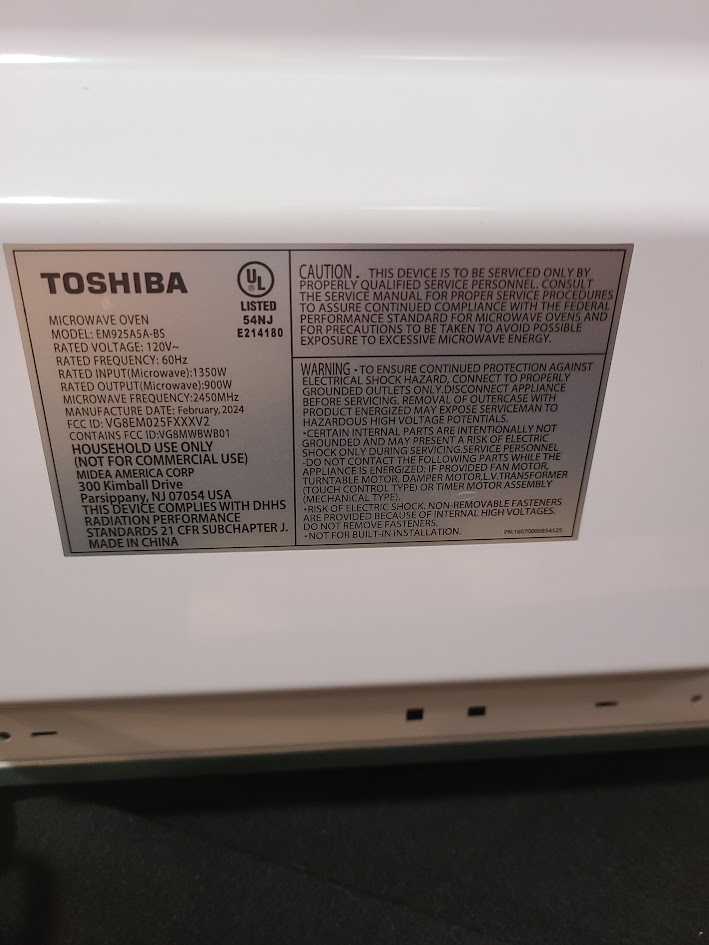 TOSHIBA
UL
LISTED
54NJ
E214180
MICROWAVE OVEN
MODEL: EM925A5A-BS
RATED VOLTAGE: 120V~
RATED FREQUENCY: 60Hz
RATED INPUT(Microwave):1350W
RATED OUTPUT(Microwave):900W
MICROWAVE FREQUENCY:2450MHz
MANUFACTURE DATE: February,2024
FCC ID: VG8EM025FXXXV2
CONTAINS FCC ID:VG8MWBWB01
HOUSEHOLD USE ONLY
(NOT FOR COMMERCIAL USE)
MIDEA AMERICA CORP
300 Kimball Drive
Parsippany, NJ 07054 USA
THIS DEVICE COMPLIES WITH DHHS
RADIATION PERFORMANCE
STANDARDS 21 CFR SUBCHAPTER J.
MADE IN CHINA
CAUTION . THIS DEVICE IS TO BE SERVICED ONLY BY
PROPERLY QUALIFIED SERVICE PERSONNEL. CONSULT
THE SERVICE MANUAL FOR PROPER SERVICE PROCEDURES
TO ASSURE CONTINUED COMPLIANCE WITH THE FEDERAL
PERFORMANCE STANDARD FOR MICROWAVE OVENS AND
FOR PRECAUTIONS TO BE TAKEN TO AVOID POSSIBLE
EXPOSURE TO EXCESSIVE MICROWAVE ENERGY.
WARNING •TO ENSURE CONTINUED PROTECTION AGAINST
ELECTRICAL SHOCK HAZARD, CONNECT TO PROPERLY
GROUNDED OUTLETS ONLY.DISCONNECT APPLIANCE
BEFORE SERVICING. REMOVAL OF OUTERCASE WITH
PRODUCT ENERGIZED MAY EXPOSE SERVICEMAN TO
HAZARDOUS HIGH VOLTAGE POTENTIALS.
•CERTAIN INTERNAL PARTS ARE INTENTIONALLY NOT
GROUNDED AND MAY PRESENT A RISK OF ELECTRIC
SHOCK ONLY DURING SERVICING.SERVICE PERSONNEL
-DO NOT CONTACT THE FOLLOWING PARTS WHILE THE
APPLIANCE IS ENERGIZED: IF PROVIDED FAN MOTOR,
TURNTABLE MOTOR, DAMPER MOTOR,L.V.TRANSFORMER
(TOUCH CONTROL TYPE) OR TIMER MOTOR ASSEMBLY
(MECHANICAL TYPE).
•RISK OF ELECTRIC SHOCK. NON-REMOVABLE FASTENERS
ARE PROVIDED BECAUSE OF INTERNAL HIGH VOLTAGES.
DO NOT REMOVE FASTENERS.
•NOT FOR BUILT-IN INSTALLATION.
PN:16070000B54125